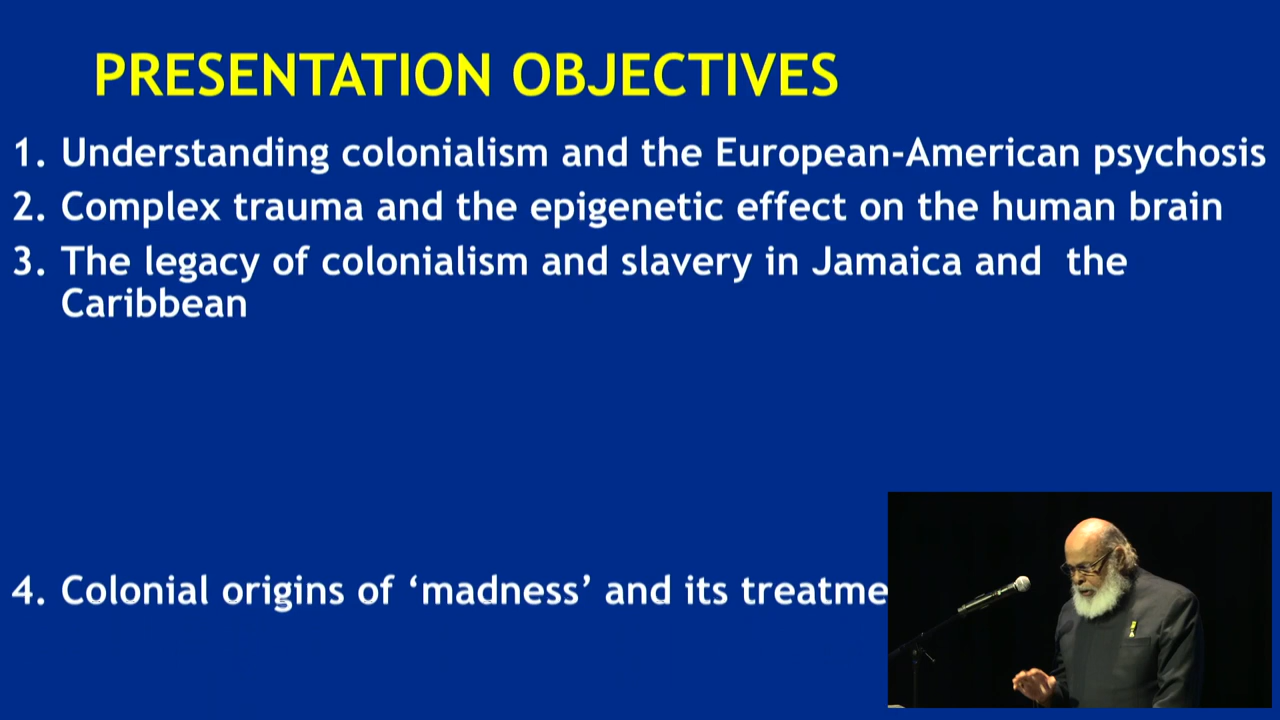 PRESENTATION OBJECTIVES
1. Understanding colonialism and the European-American psychosis
2. Complex trauma and the epigenetic effect on the human brain
3. The legacy of colonialism and slavery in Jamaica and the
Caribbean
4. Colonial origins of ‘madness’ and its treatme